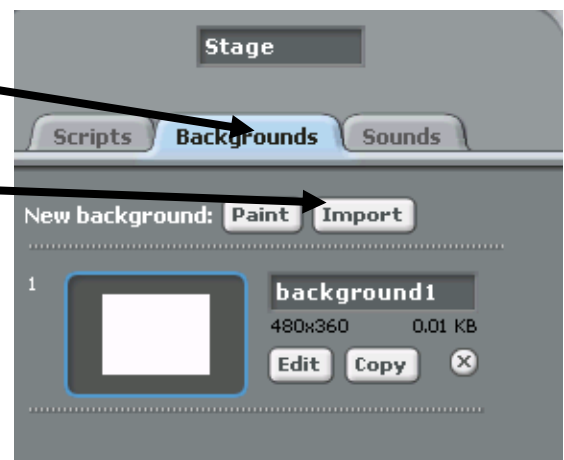 Stage
Scripts Backgrounds Sounds
New background: Paint Import
1
background1
480x360 0.01 KB
Edit Copy